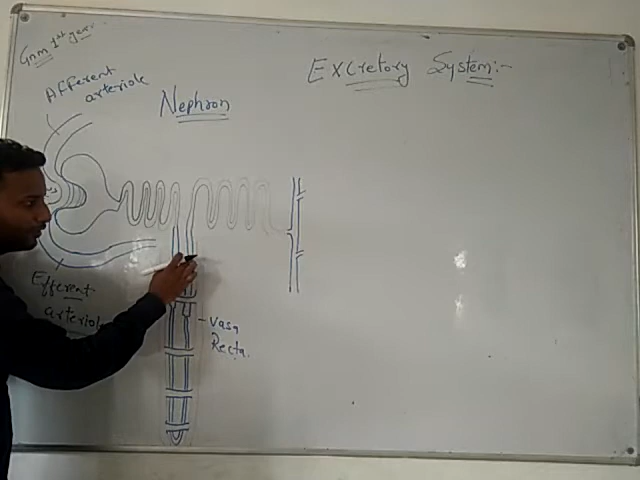 Gnm 1st year.
Excretory System:-
Afferent
arteriole
Nephron
Efferent
arteriole
Vasa
Recta.